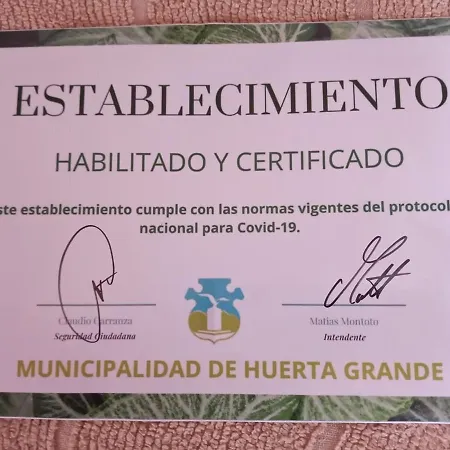 ESTABLECIMIENTO
HABILITADO Y CERTIFICADO
ste establecimiento cumple con las normas vigentes del protocol
nacional para Covid-19.
Claudio Carranza
Matias Montoto
Seguridad Ciudadana
Intendente
MUNICIPALIDAD DE HUERTA GRANDE